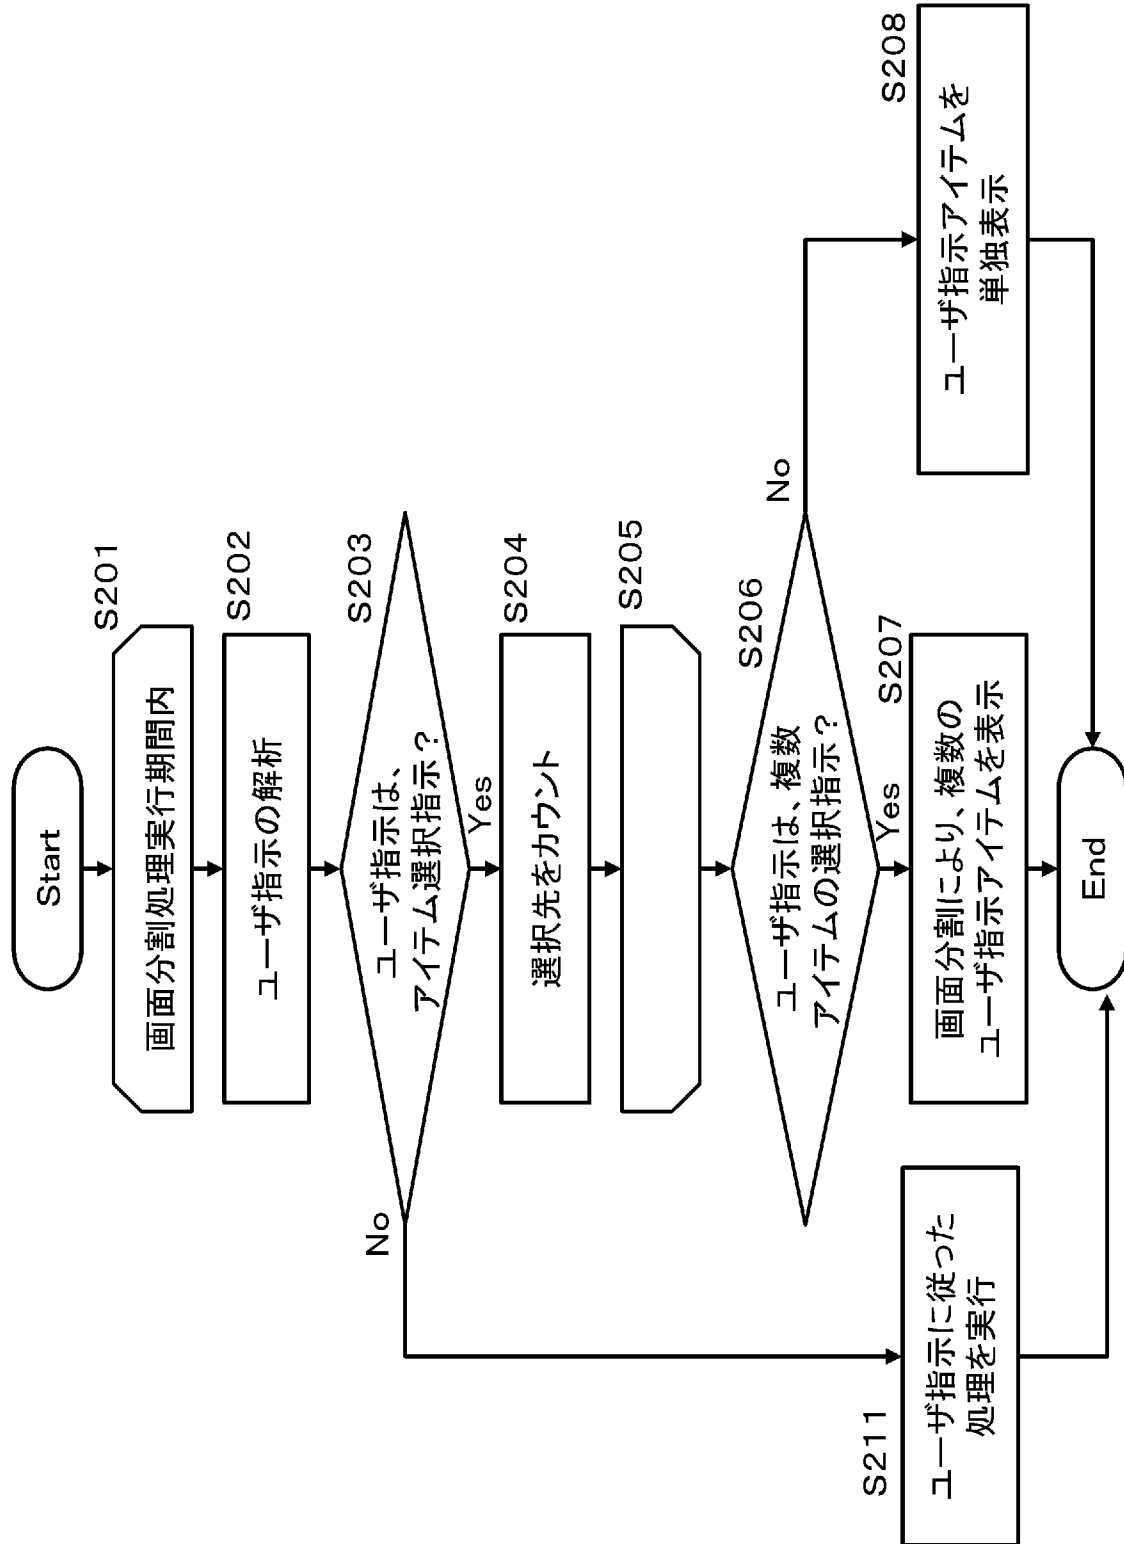 Start
S201
画面分割処理実行期間内
S202
ユーザ指示の解析
S203
ユーザ指示は、
アイテム選択指示？
No
Yes
S204
選択先をカウント
S205
S206
ユーザ指示は、複数
アイテムの選択指示？
No
Yes
S211
ユーザ指示に従った
処理を実行
S207
画面分割により、複数の
ユーザ指示アイテムを表示
S208
ユーザ指示アイテムを
単独表示
End